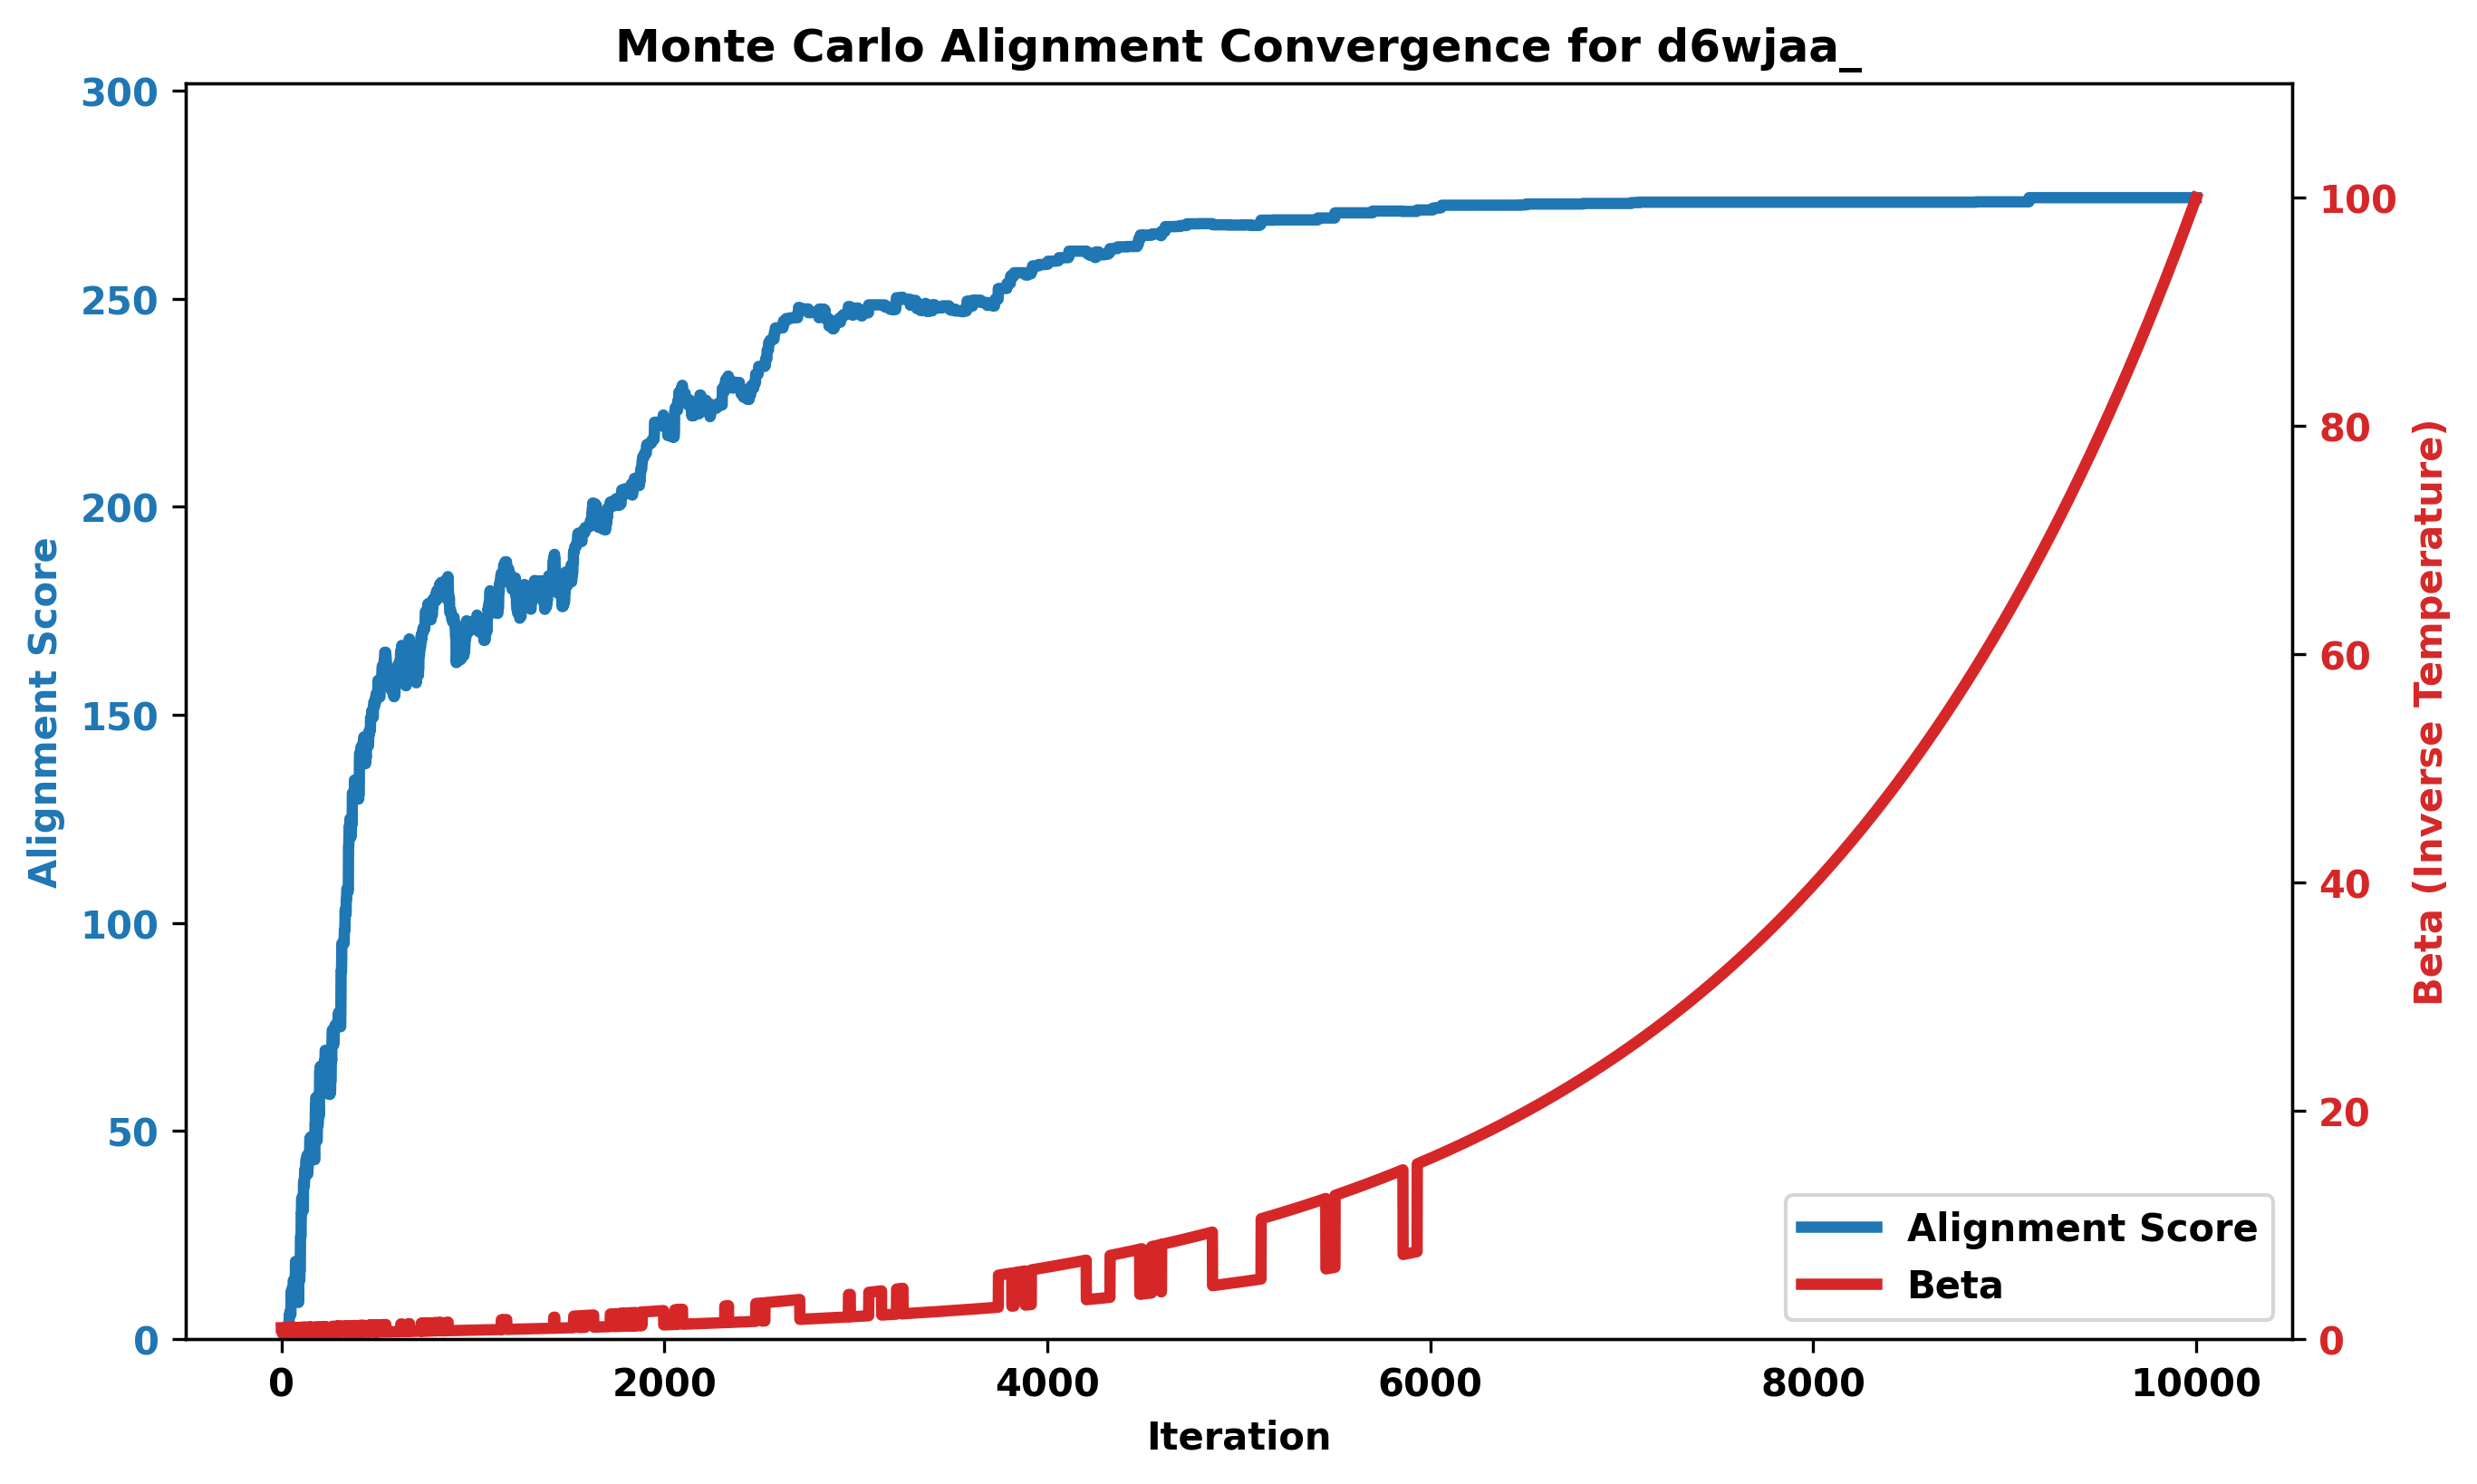 Monte Carlo Alignment Convergence for d6wjaa_
300
250
200
150
100
50
0
Alignment Score
100
80
60
40
20
0
Beta (Inverse Temperature)
Alignment Score
Beta
0 2000 4000 6000 8000 10000
Iteration